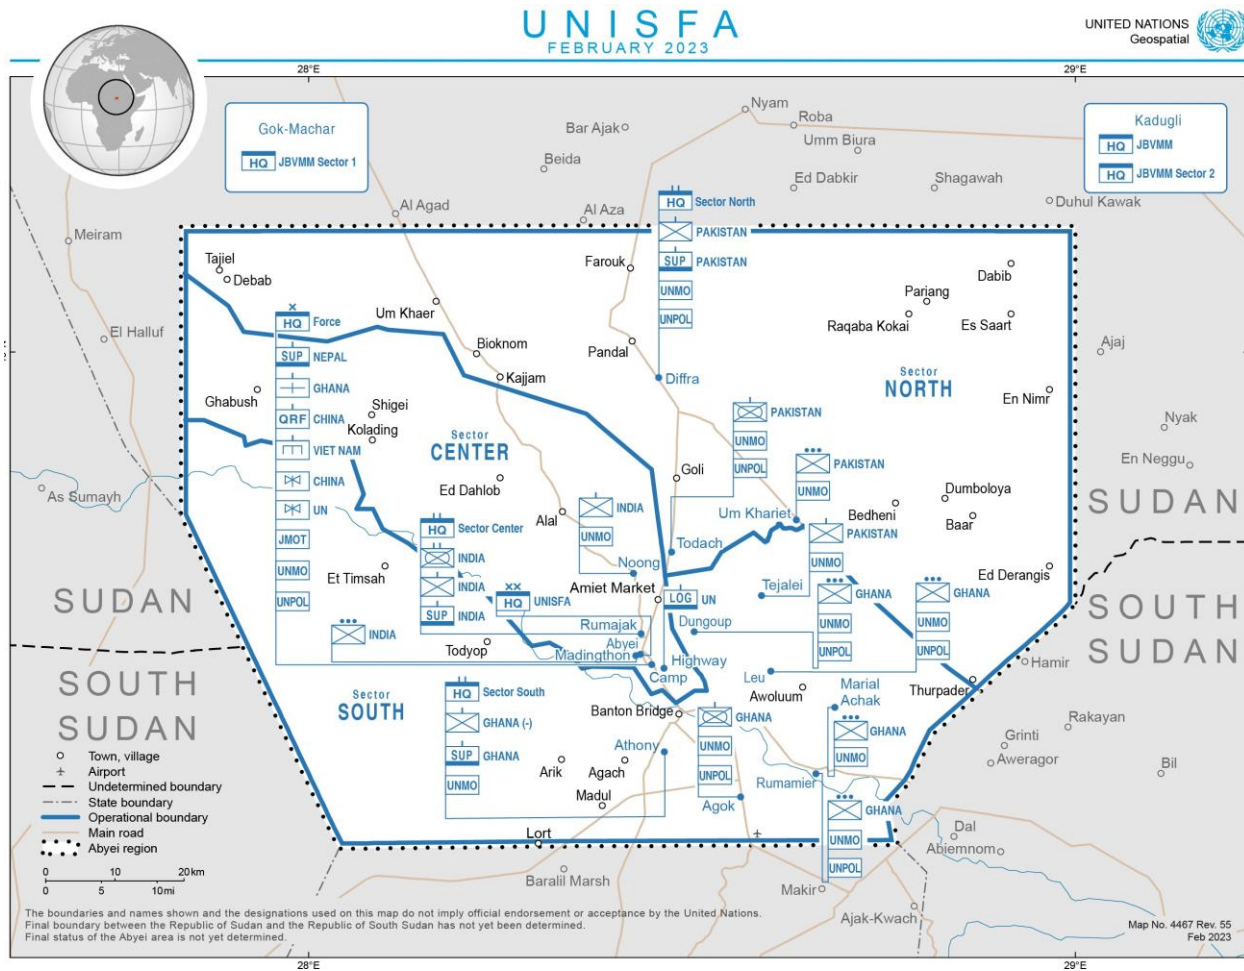 UNISFA
FEBRUARY 2023
UNITED NATIONS
Geospatial
28°E
29°E
Gok-Machar
HQ JBVMM Sector 1
Kadugli
HQ JBVMM
HQ JBVMM Sector 2
Nyam
Roba
Bar Ajak
Umm Biura
Beida
Ed Dabkir
Shagawah
Duhul Kawak
Al Agad
Al Aza
Meiram
HQ Sector North
PAKISTAN
SUP PAKISTAN
UNMO
UNPOL
Diffra
Tajiel
Debab
Farouk
Dabib
Pariang
Um Khaer
Raqaba Kokai
Es Saart
El Halluf
Bioknom
Pandal
Ajaj
Kajjam
Ghabush
En Nimr
Shigei
Kolading
Nyak
En Neggu
As Sumayh
HQ Force
SUP NEPAL
GHANA
QRF CHINA
VIET NAM
CHINA
UN
JMOT
UNMO
UNPOL
Sector
NORTH
Sector
CENTER
PAKISTAN
UNMO
UNPOL
PAKISTAN
UNMO
Goli
Ed Dahlob
Alal
Um Khariet
Bedheni
Dumboloya
Baar
SUDAN
INDIA
UNMO
PAKISTAN
UNMO
HQ Sector Center
INDIA
INDIA
SUP INDIA
Todach
Noong
Et Timsah
Amiet Market
Tejalei
Ed Derangis
HQ UNISFA
LOG UN
GHANA
UNMO
UNPOL
GHANA
UNMO
UNPOL
SUDAN
SOUTH
SUDAN
INDIA
Rumajak
Dungoup
Todyop
Abyei
Madingthon
Highway
Camp
Leu
Hamir
SOUTH
SUDAN
Sector
SOUTH
HQ Sector South
GHANA (-)
SUP GHANA
UNMO
Awoluum
Marial
Achak
Thurpader
Banton Bridge
GHANA
UNMO
UNPOL
GHANA
UNMO
Rakayan
Grinti
Aweragor
Athony
Arik
Agach
Rumamier
Bil
Madul
Agok
GHANA
UNMO
UNPOL
Lort
Dal
Abiemnom
Baralil Marsh
Makir
Ajak-Kwach
Town, village
Airport
Undetermined boundary
State boundary
Operational boundary
Main road
Abyei region
0 10 20km
0 5 10mi
The boundaries and names shown and the designations used on this map do not imply official endorsement or acceptance by the United Nations.
Final boundary between the Republic of Sudan and the Republic of South Sudan has not yet been determined.
Final status of the Abyei area is not yet determined.
Map No. 4467 Rev. 55
Feb 2023
28°E
29°E